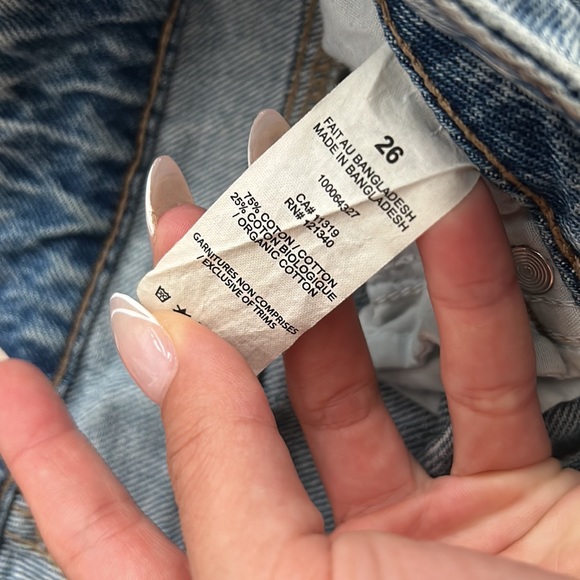 26
FAIT AU BANGLADESH
MADE IN BANGLADESH
100064327
CA# 11319
RN# 121340
75% COTON / COTTON
25% COTON BIOLOGIQUE
/ ORGANIC COTTON
GARNITURES NON COMPRISES
EXCLUSIVE OF TRIMS